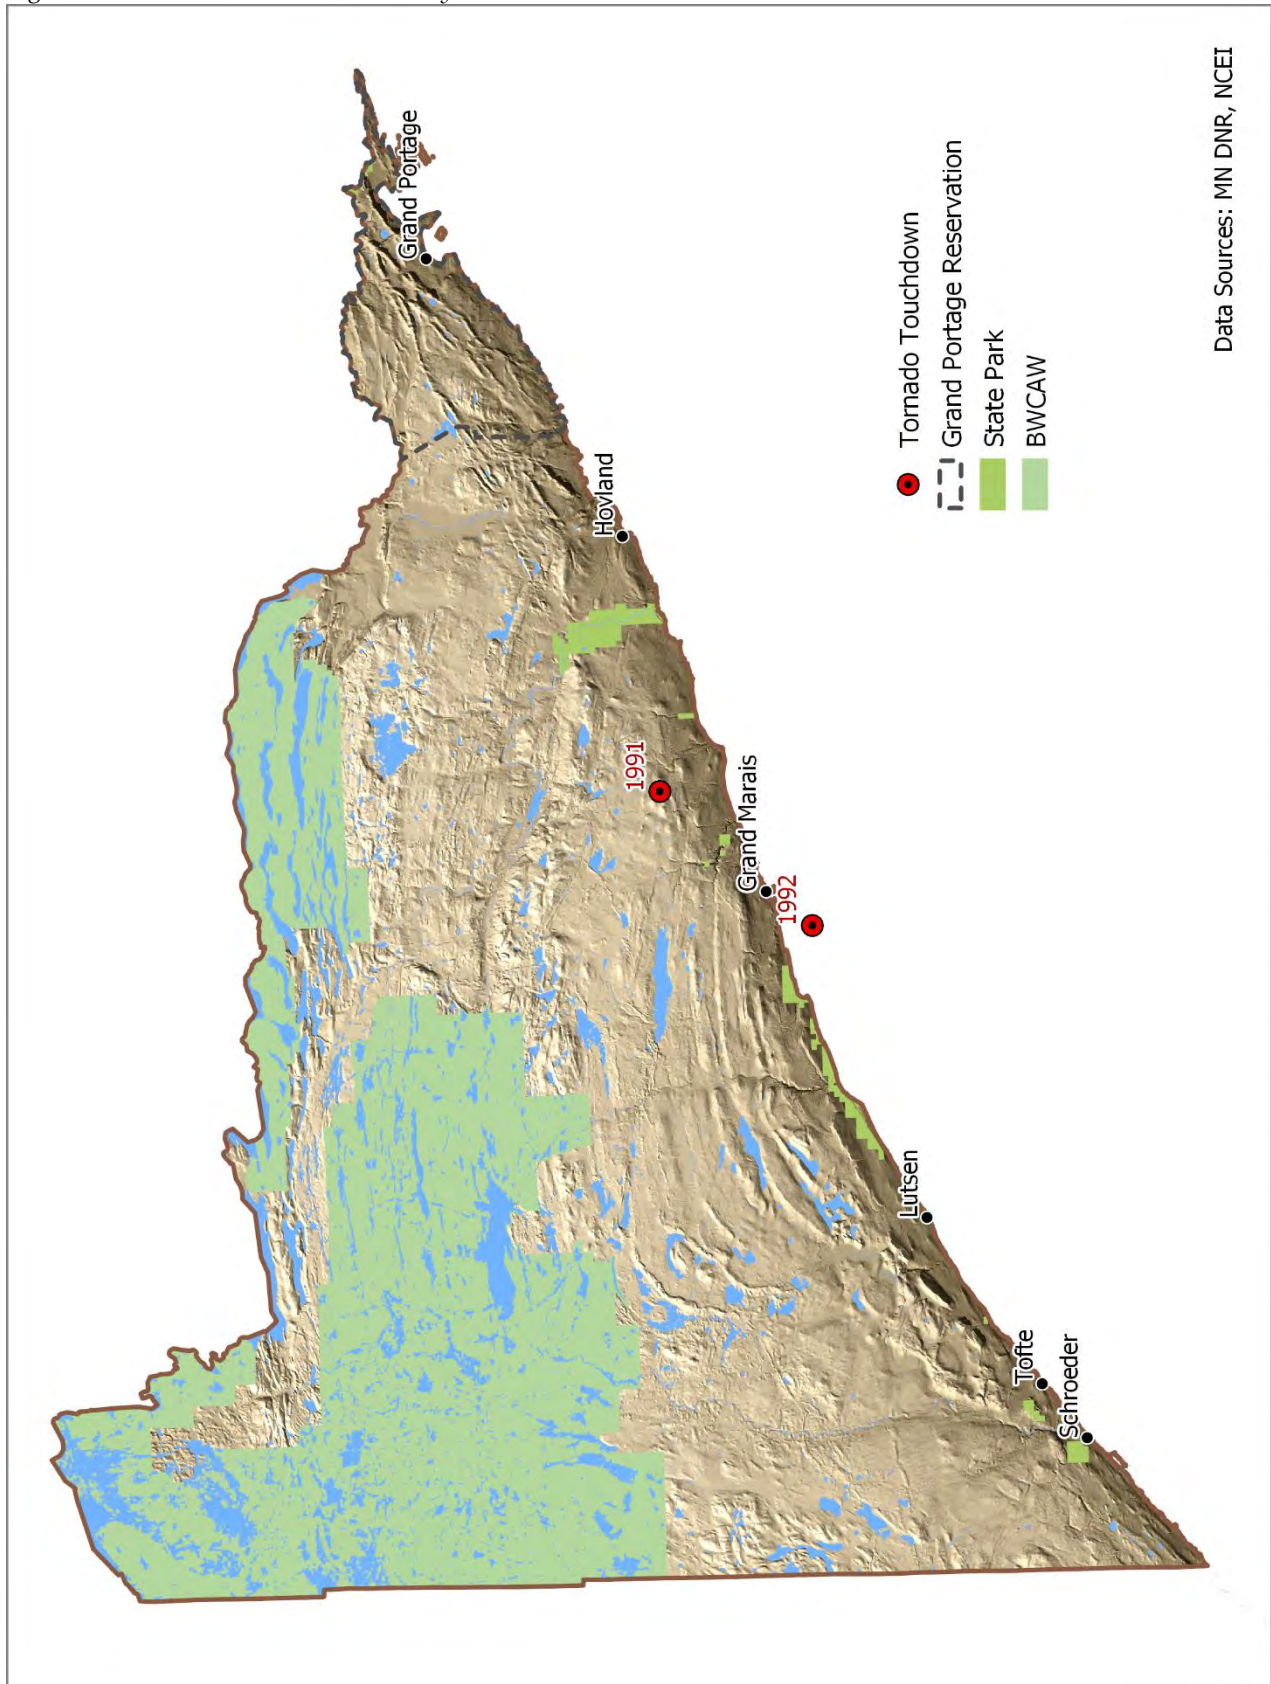 Grand Portage
Hovland
1991
Grand Marais
1992
Lutsen
Tofte
Schroeder
Tornado Touchdown
Grand Portage Reservation
State Park
BWCAW
Data Sources: MN DNR, NCEI